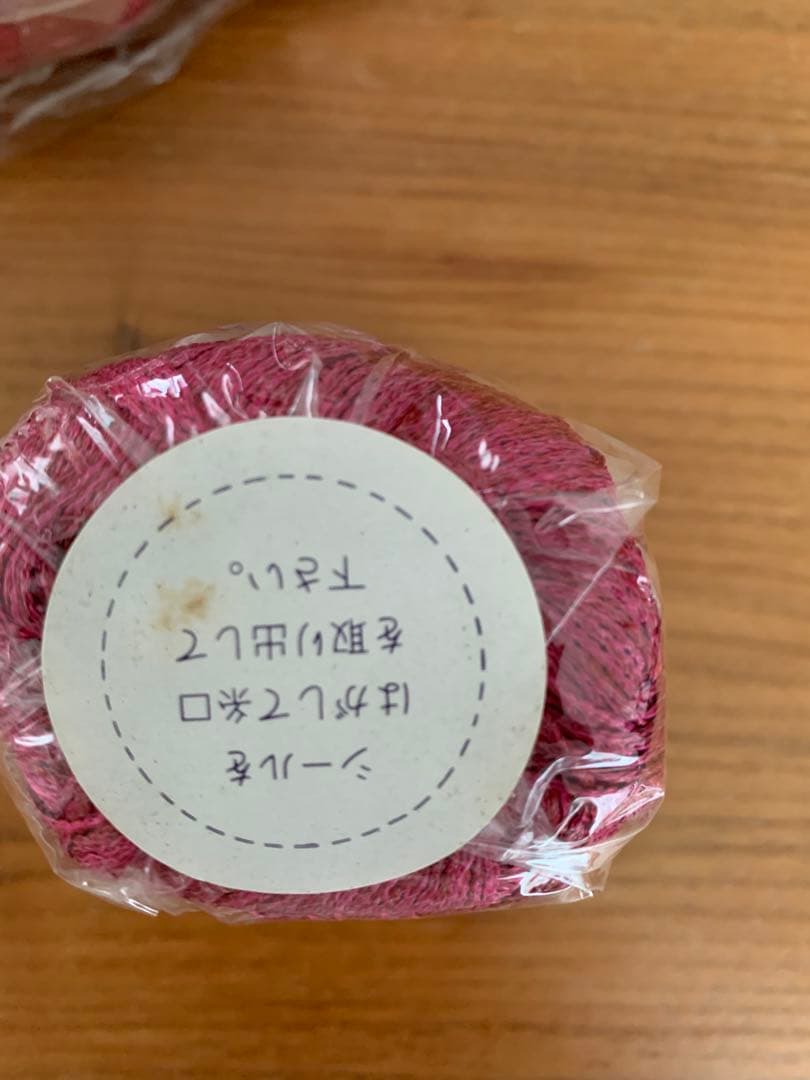 シールを
はがして糸口
を取り出して
下さい。